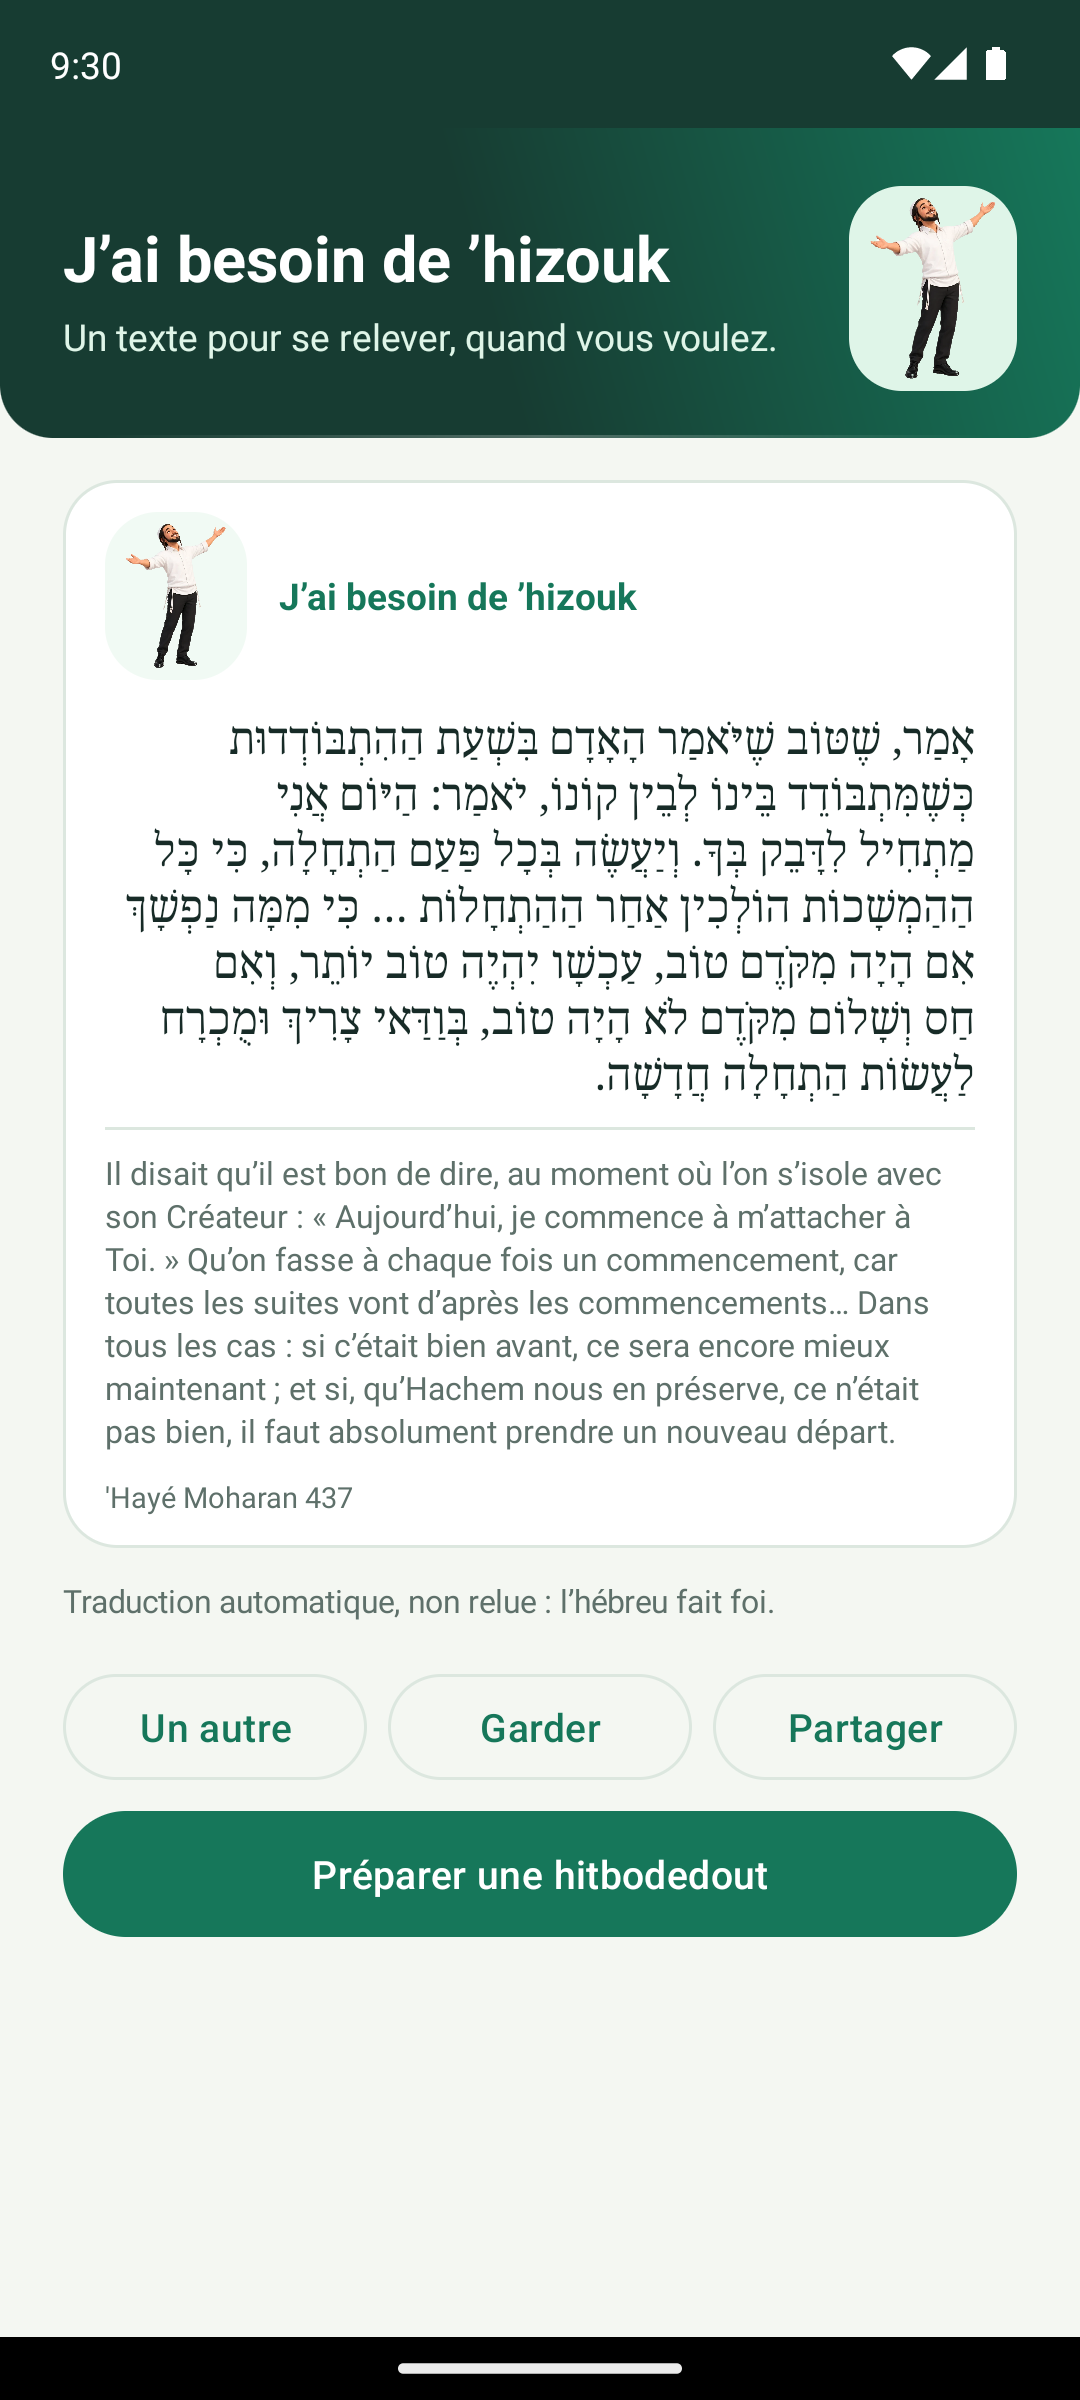 9:30
J’ai besoin de ’hizouk
Un texte pour se relever, quand vous voulez.
J’ai besoin de ’hizouk
אָמַר, שֶׁטּוֹב שֶׁיֹּאמַר הָאָדָם בִּשְׁעַת הַהִתְבּוֹדְדוּת
כְּשֶׁמִּתְבּוֹדֵד בֵּינוֹ לְבֵין קוֹנוֹ, יֹאמַר: הַיּוֹם אֲנִי
מַתְחִיל לִדָּבֵק בְּךָ. וְיַעֲשֶׂה בְּכָל פַּעַם הַתְחָלָה, כִּי כָּל
הַהַמְשָׁכוֹת הוֹלְכִין אַחַר הַהַתְחָלוֹת ... כִּי מִמָּה נַפְשָׁךְ
אִם הָיָה מִקֹּדֶם טוֹב, עַכְשָׁו יִהְיֶה טוֹב יוֹתֵר, וְאִם
חַס וְשָׁלוֹם מִקֹּדֶם לֹא הָיָה טוֹב, בְּוַדַּאי צָרִיךְ וּמֻכְרָח
לַעֲשׂוֹת הַתְחָלָה חֲדָשָׁה.
Il disait qu’il est bon de dire, au moment où l’on s’isole avec
son Créateur : « Aujourd’hui, je commence à m’attacher à
Toi. » Qu’on fasse à chaque fois un commencement, car
toutes les suites vont d’après les commencements… Dans
tous les cas : si c’était bien avant, ce sera encore mieux
maintenant ; et si, qu’Hachem nous en préserve, ce n’était
pas bien, il faut absolument prendre un nouveau départ.
'Hayé Moharan 437
Traduction automatique, non relue : l’hébreu fait foi.
Un autre
Garder
Partager
Préparer une hitbodedout